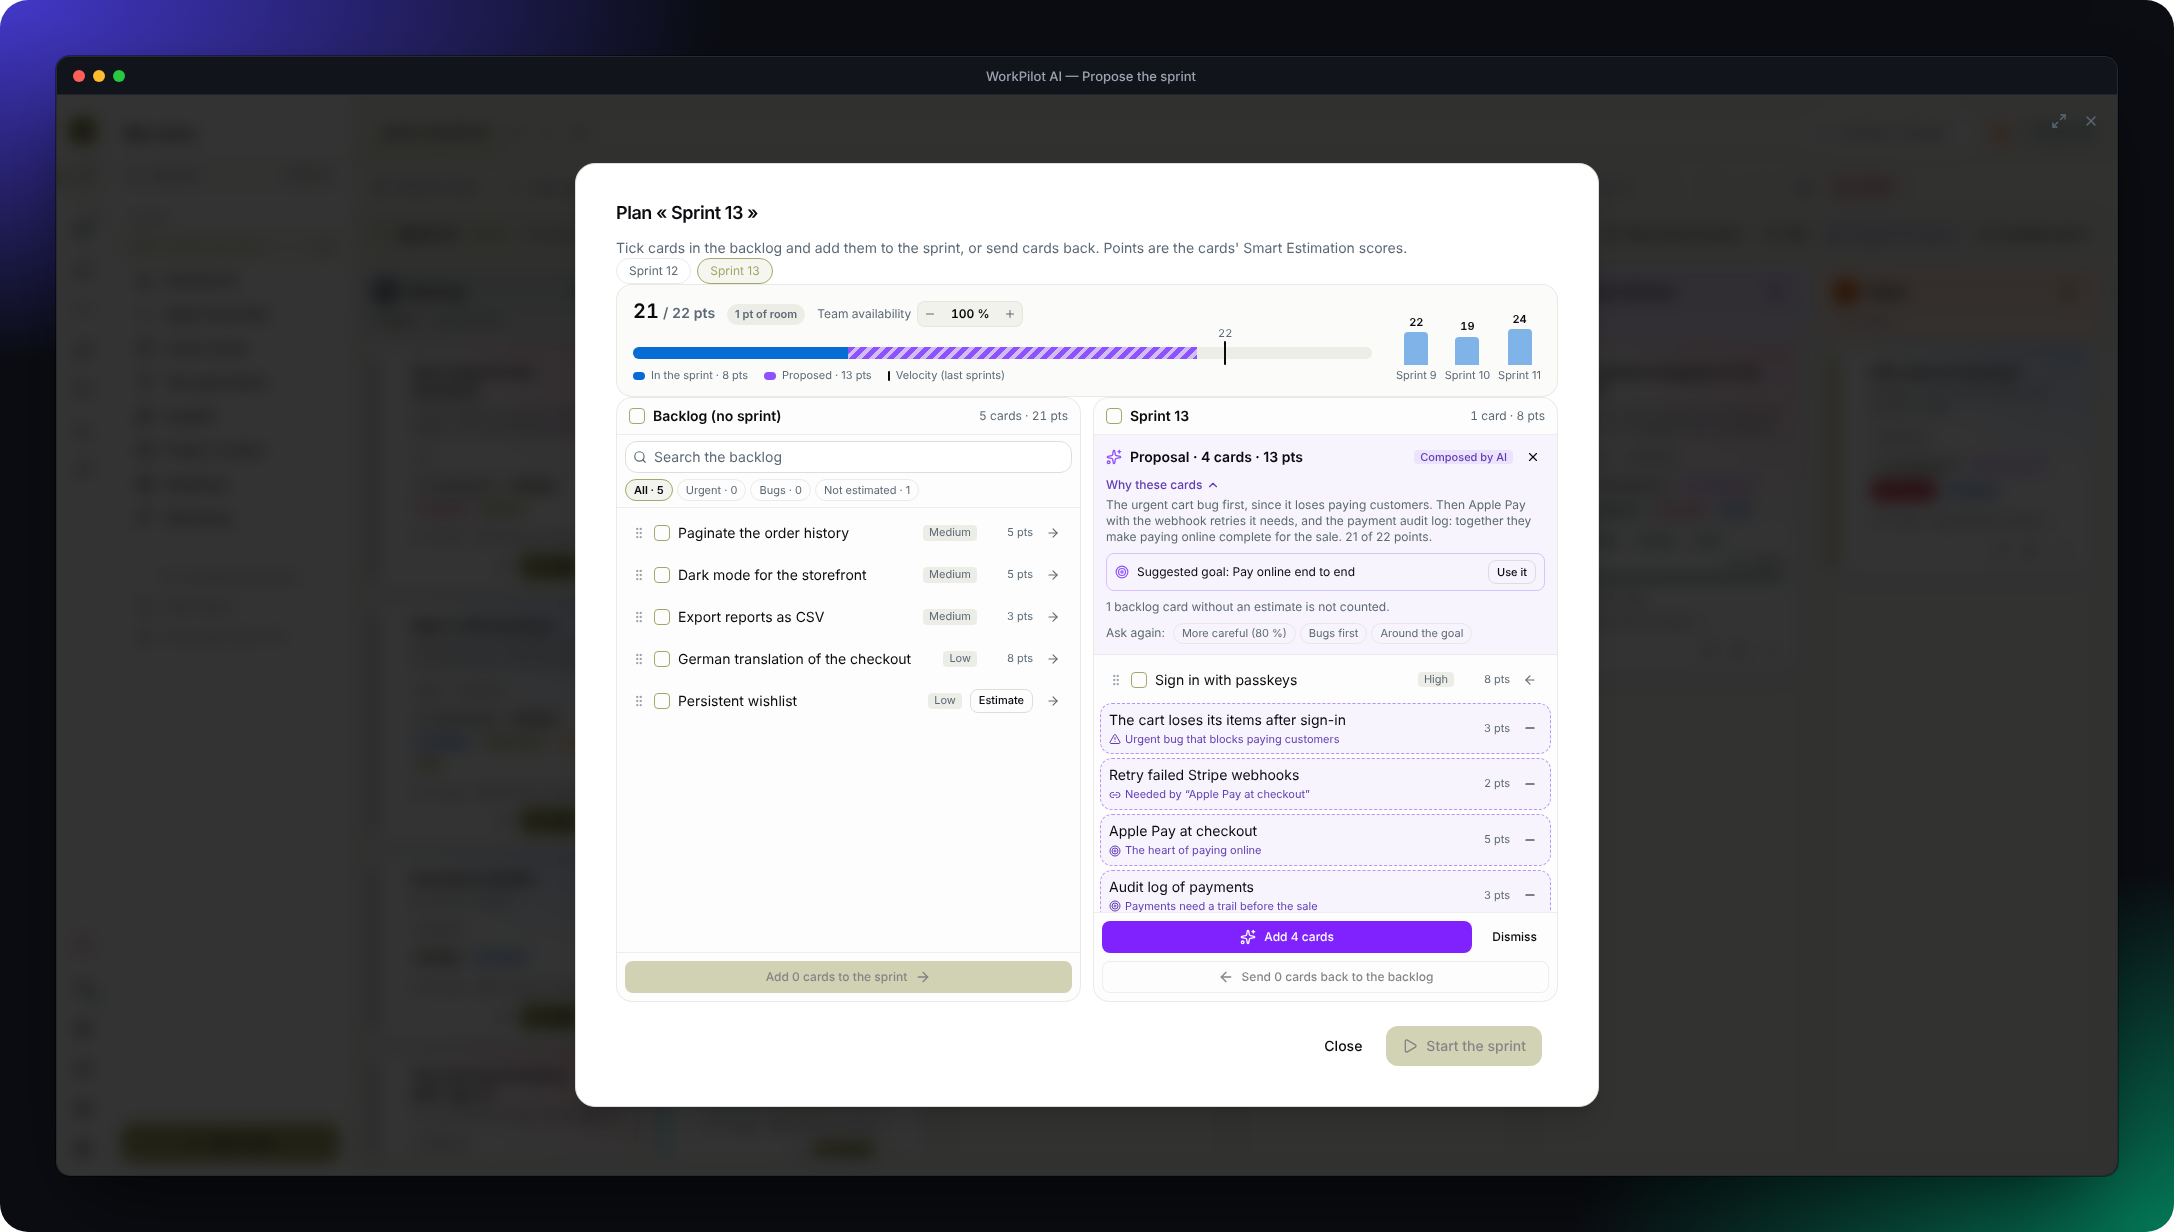 WorkPilot AI — Propose the sprint
Plan « Sprint 13 »
Tick cards in the backlog and add them to the sprint, or send cards back. Points are the cards' Smart Estimation scores.
Sprint 12
Sprint 13
21 / 22 pts
1 pt of room
Team availability
100 %
22
In the sprint · 8 pts
Proposed · 13 pts
Velocity (last sprints)
22
19
24
Sprint 9
Sprint 10
Sprint 11
Backlog (no sprint)
5 cards · 21 pts
Search the backlog
All · 5
Urgent · 0
Bugs · 0
Not estimated · 1
Paginate the order history
Medium
5 pts
Dark mode for the storefront
Medium
5 pts
Export reports as CSV
Medium
3 pts
German translation of the checkout
Low
8 pts
Persistent wishlist
Low
Estimate
Add 0 cards to the sprint
Sprint 13
1 card · 8 pts
Proposal · 4 cards · 13 pts
Composed by AI
Why these cards
The urgent cart bug first, since it loses paying customers. Then Apple Pay
with the webhook retries it needs, and the payment audit log: together they
make paying online complete for the sale. 21 of 22 points.
Suggested goal: Pay online end to end
Use it
1 backlog card without an estimate is not counted.
Ask again:
More careful (80 %)
Bugs first
Around the goal
Sign in with passkeys
High
8 pts
The cart loses its items after sign-in
Urgent bug that blocks paying customers
3 pts
Retry failed Stripe webhooks
Needed by “Apple Pay at checkout”
2 pts
Apple Pay at checkout
The heart of paying online
5 pts
Audit log of payments
Payments need a trail before the sale
3 pts
Add 4 cards
Dismiss
Send 0 cards back to the backlog
Close
Start the sprint